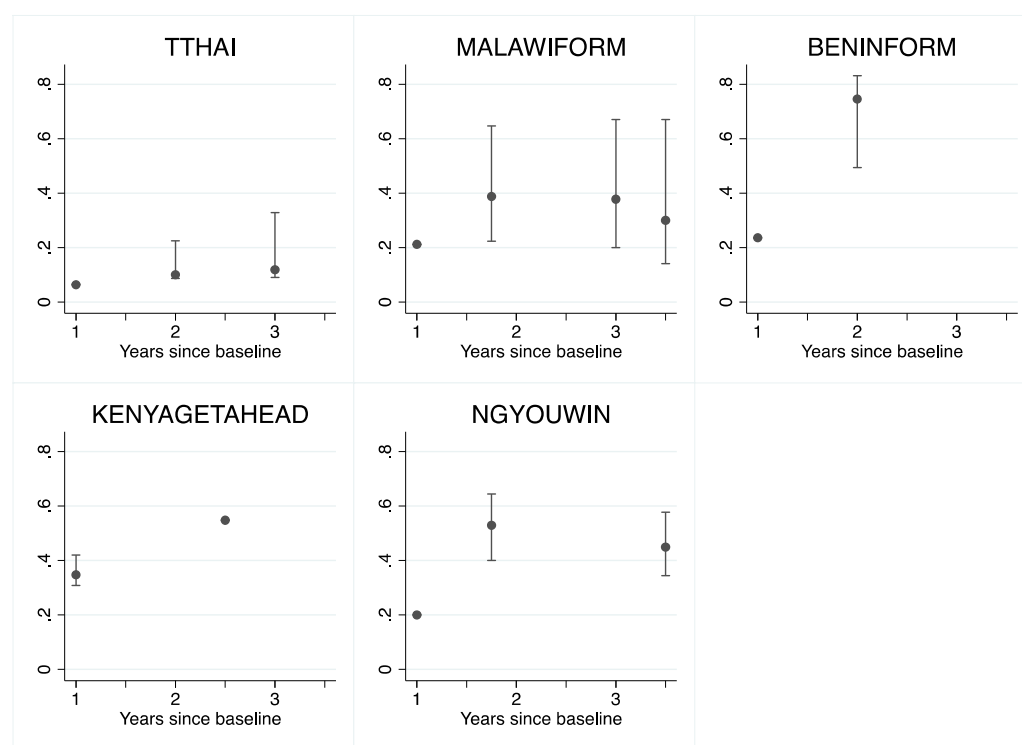 TTHAI
.8
.6
.4
.2
0
1 2 3
Years since baseline
MALAWIFORM
.8
.6
.4
.2
0
1 2 3
Years since baseline
BENINFORM
.8
.6
.4
.2
0
1 2 3
Years since baseline
KENYAGETAHEAD
.8
.6
.4
.2
0
1 2 3
Years since baseline
NGYOUWIN
.8
.6
.4
.2
0
1 2 3
Years since baseline